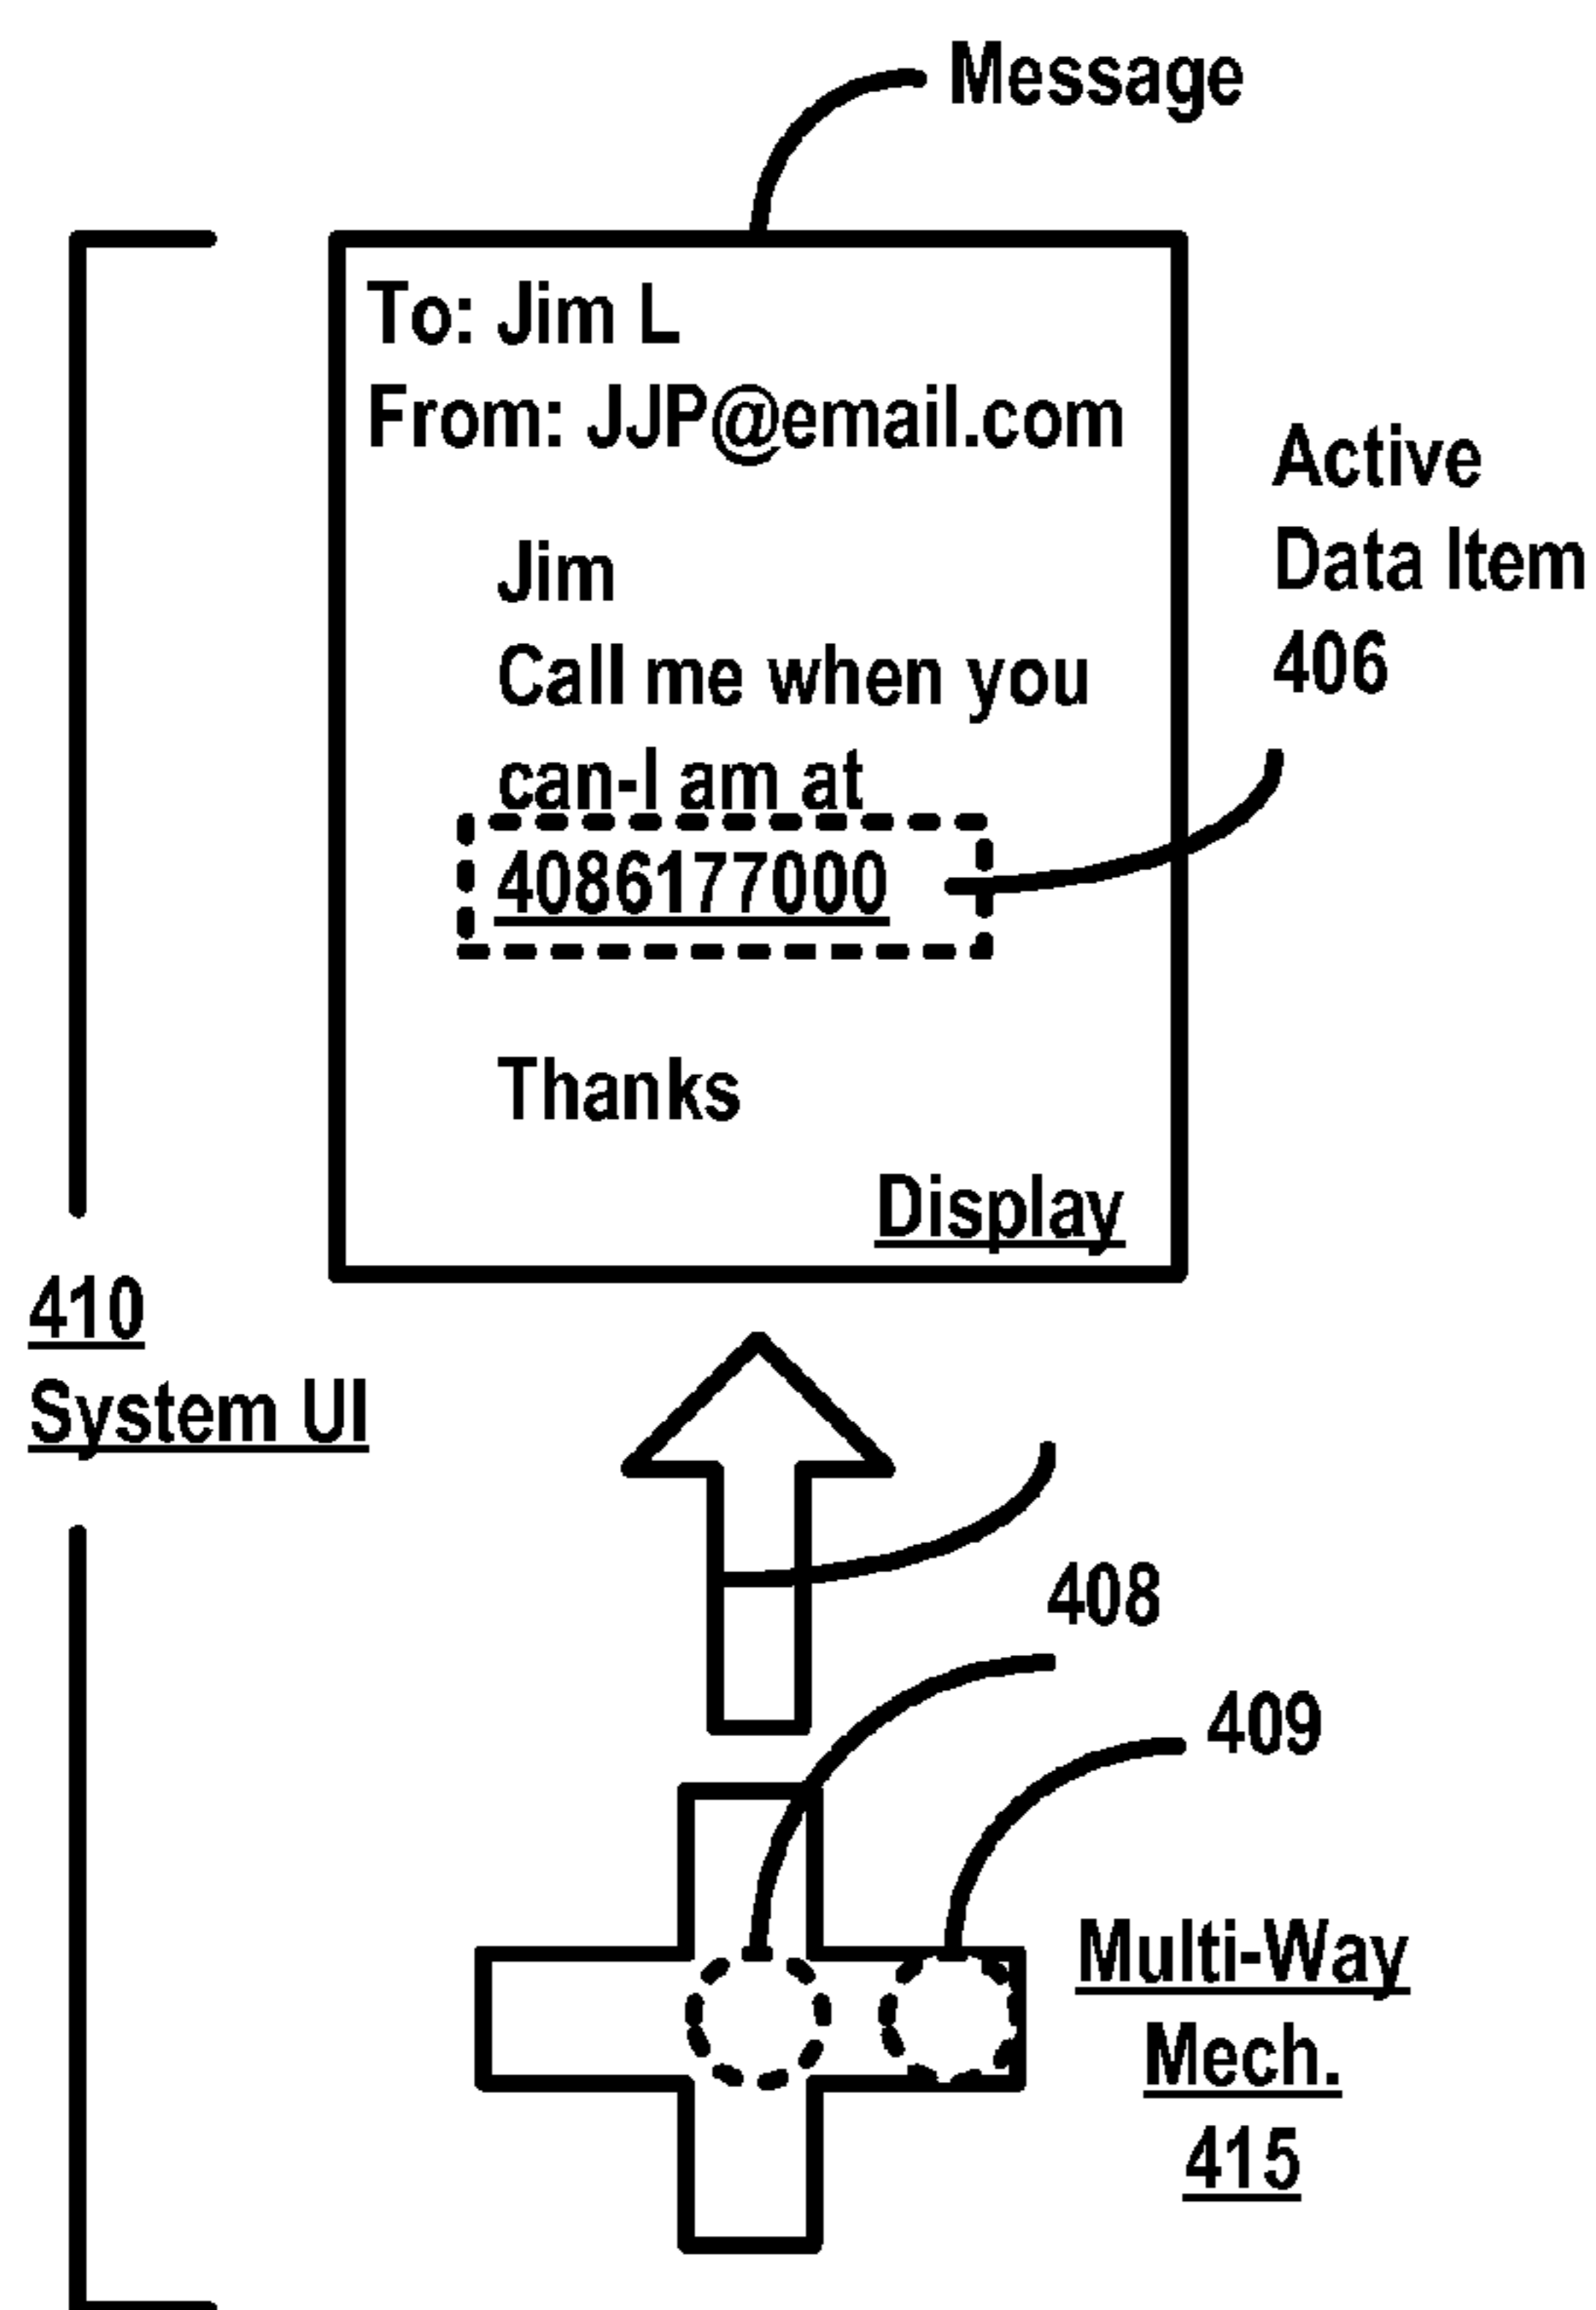 Message
To: Jim L
From: JJP@email.com
Jim
Call me when you
can-I am at
4086177000
Thanks
Display
Active
Data Item
406
410
System UI
408
409
Multi-Way
Mech.
415